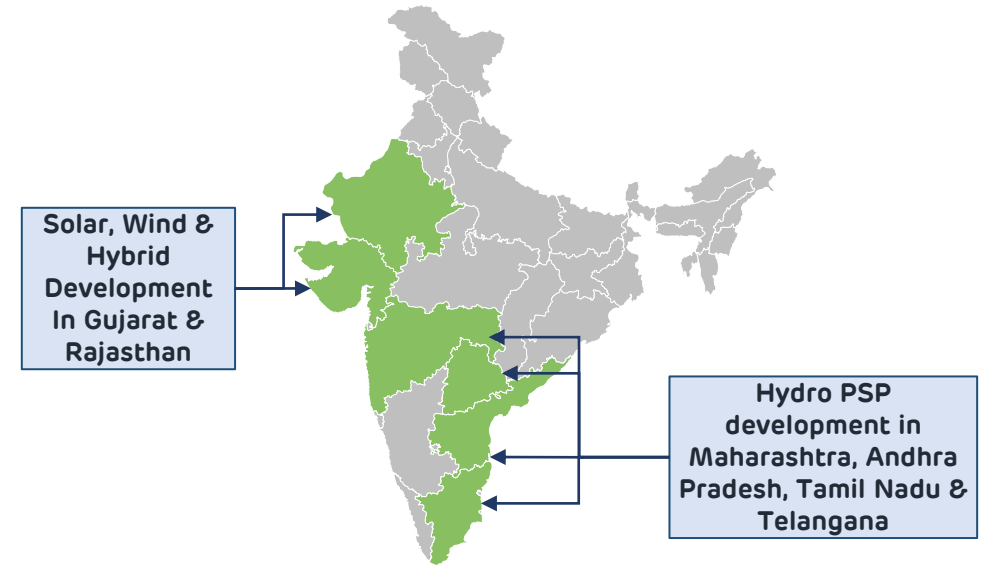 Solar, Wind &
Hybrid
Development
In Gujarat &
Rajasthan
Hydro PSP
development in
Maharashtra, Andhra
Pradesh, Tamil Nadu &
Telangana